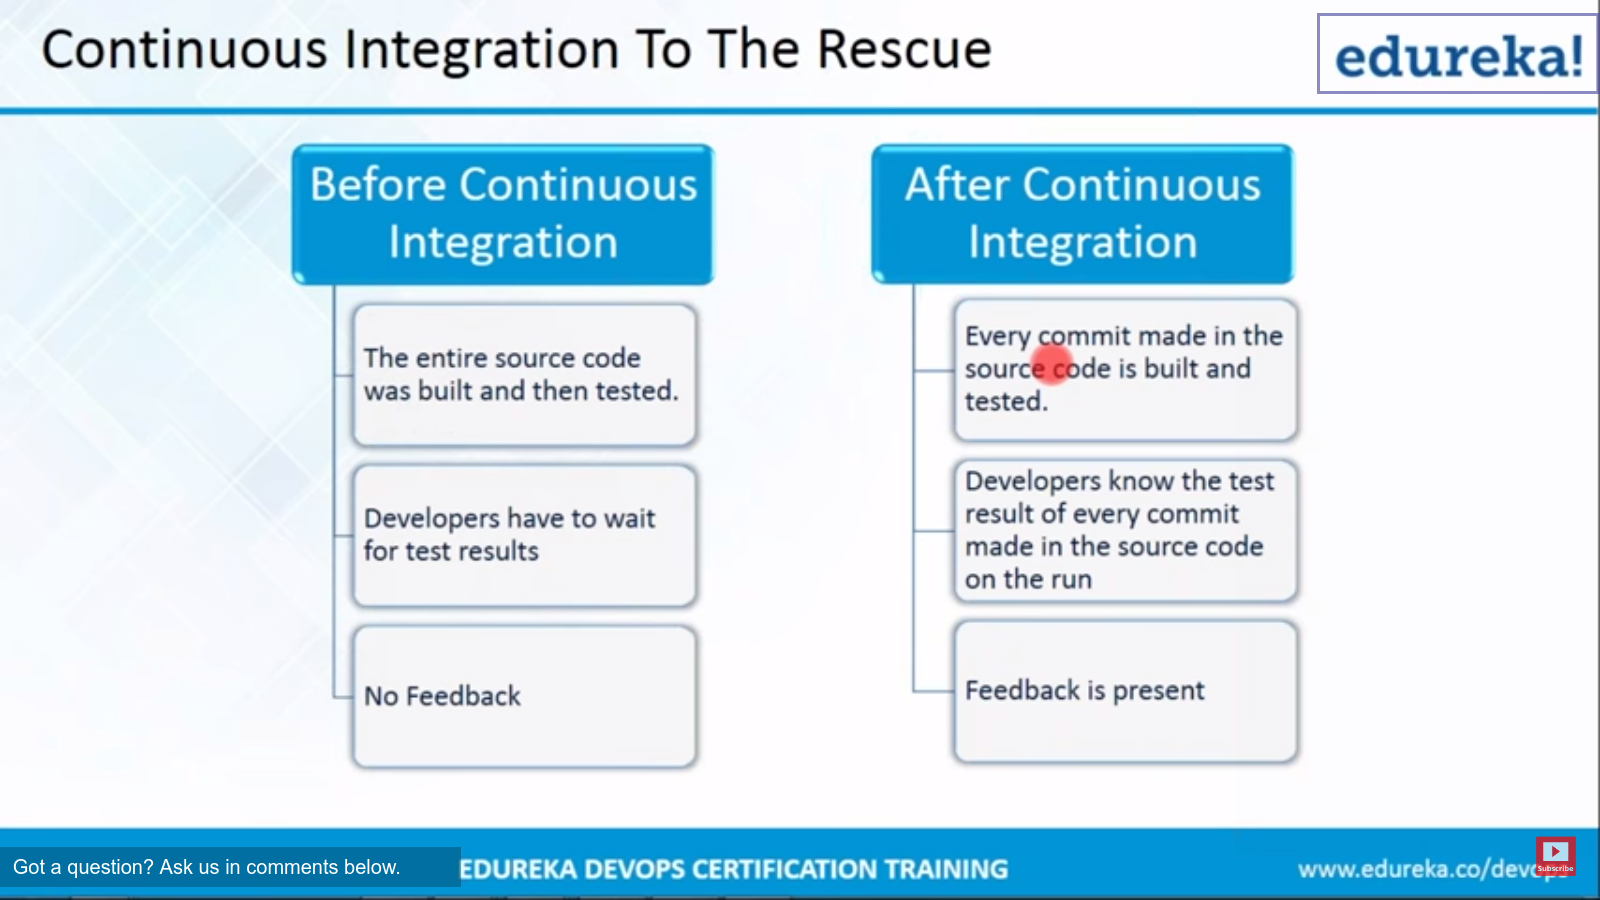 Continuous Integration To The Rescue
edureka!
Before Continuous
Integration
The entire source code
was built and then tested.
Developers have to wait
for test results
No Feedback
After Continuous
Integration
Every commit made in the
source code is built and
tested.
Developers know the test
result of every commit
made in the source code
on the run
Feedback is present
Got a question? Ask us in comments below.
EDUREKA DEVOPS CERTIFICATION TRAINING
www.edureka.co/devops
Subscribe